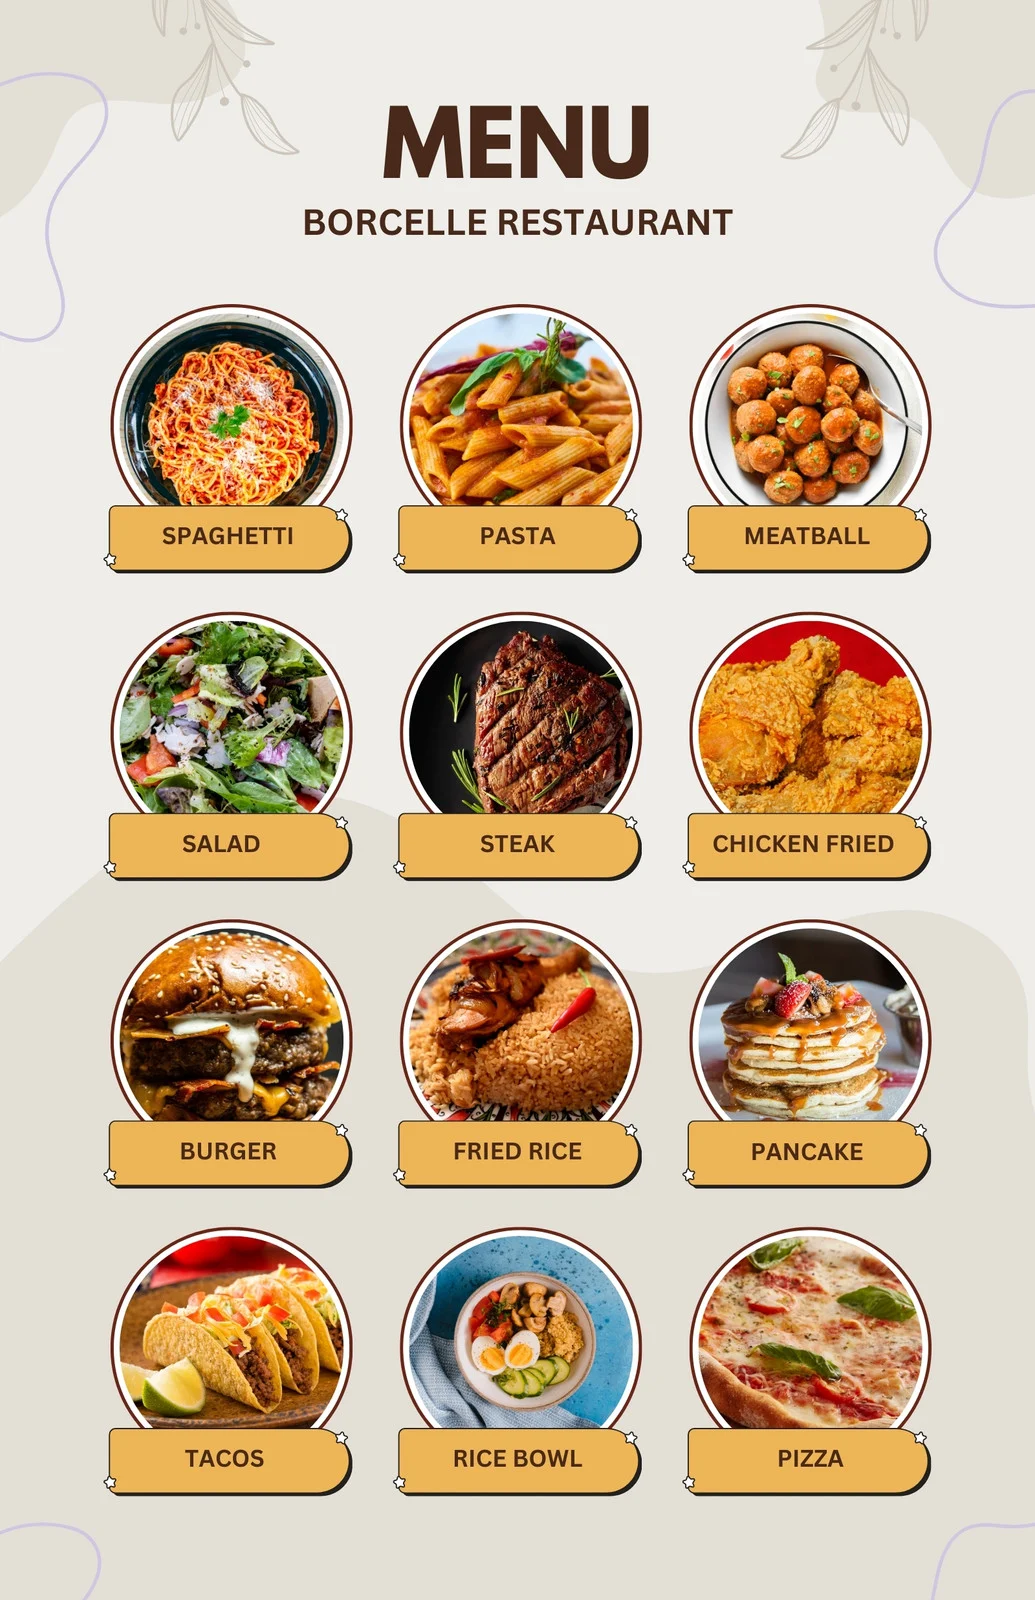 MENU
BORCELLE RESTAURANT
SPAGHETTI
PASTA
MEATBALL
SALAD
STEAK
CHICKEN FRIED
BURGER
FRIED RICE
PANCAKE
TACOS
RICE BOWL
PIZZA